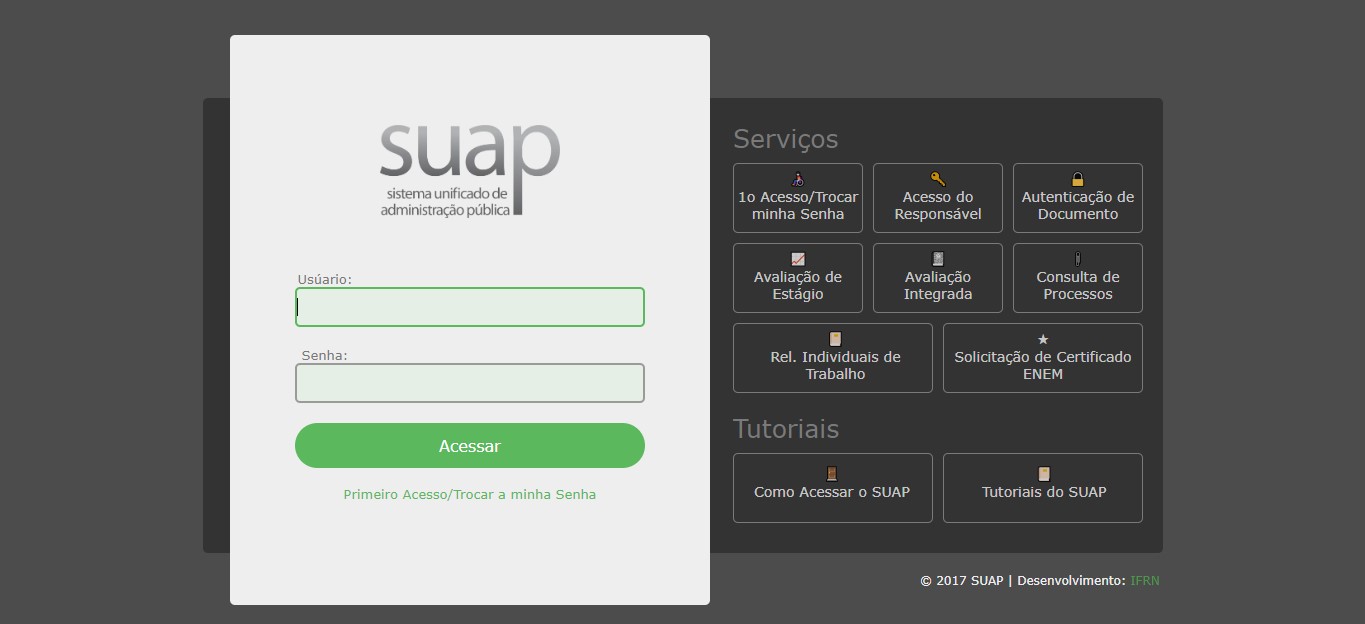 suap
sistema unificado de
administração pública
Usúario:
Senha:
Acessar
Primeiro Acesso/Trocar a minha Senha
Serviços
1o Acesso/Trocar
minha Senha
Acesso do
Responsável
Autenticação de
Documento
Avaliação de
Estágio
Avaliação
Integrada
Consulta de
Processos
Rel. Individuais de
Trabalho
Solicitação de Certificado
ENEM
Tutoriais
Como Acessar o SUAP
Tutoriais do SUAP
© 2017 SUAP | Desenvolvimento: IFRN